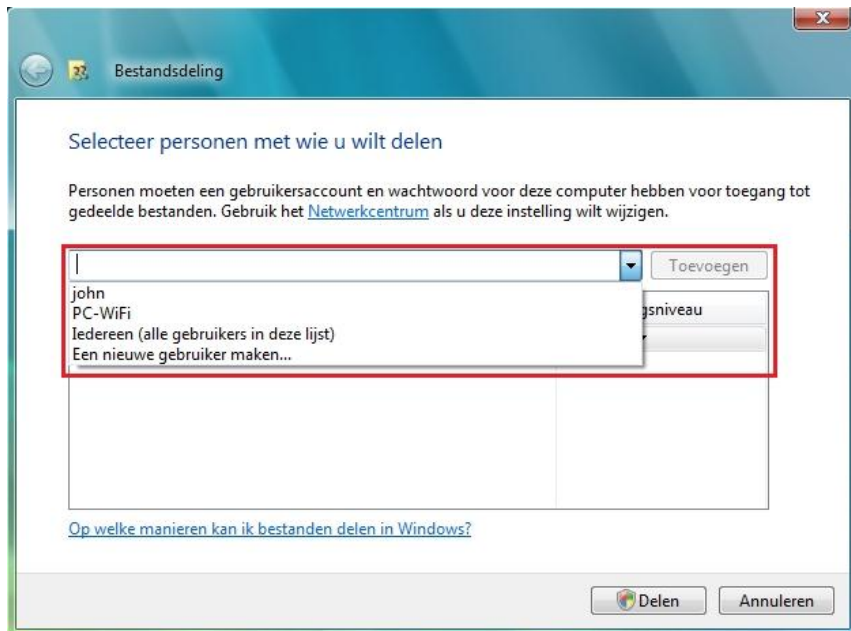 Bestandsdeling
Selecteer personen met wie u wilt delen
Personen moeten een gebruikersaccount en wachtwoord voor deze computer hebben voor toegang tot
gedeelde bestanden. Gebruik het Netwerkcentrum als u deze instelling wilt wijzigen.
Toevoegen
john
PC-WiFi
Iedereen (alle gebruikers in deze lijst)
Een nieuwe gebruiker maken...
Op welke manieren kan ik bestanden delen in Windows?
Delen
Annuleren